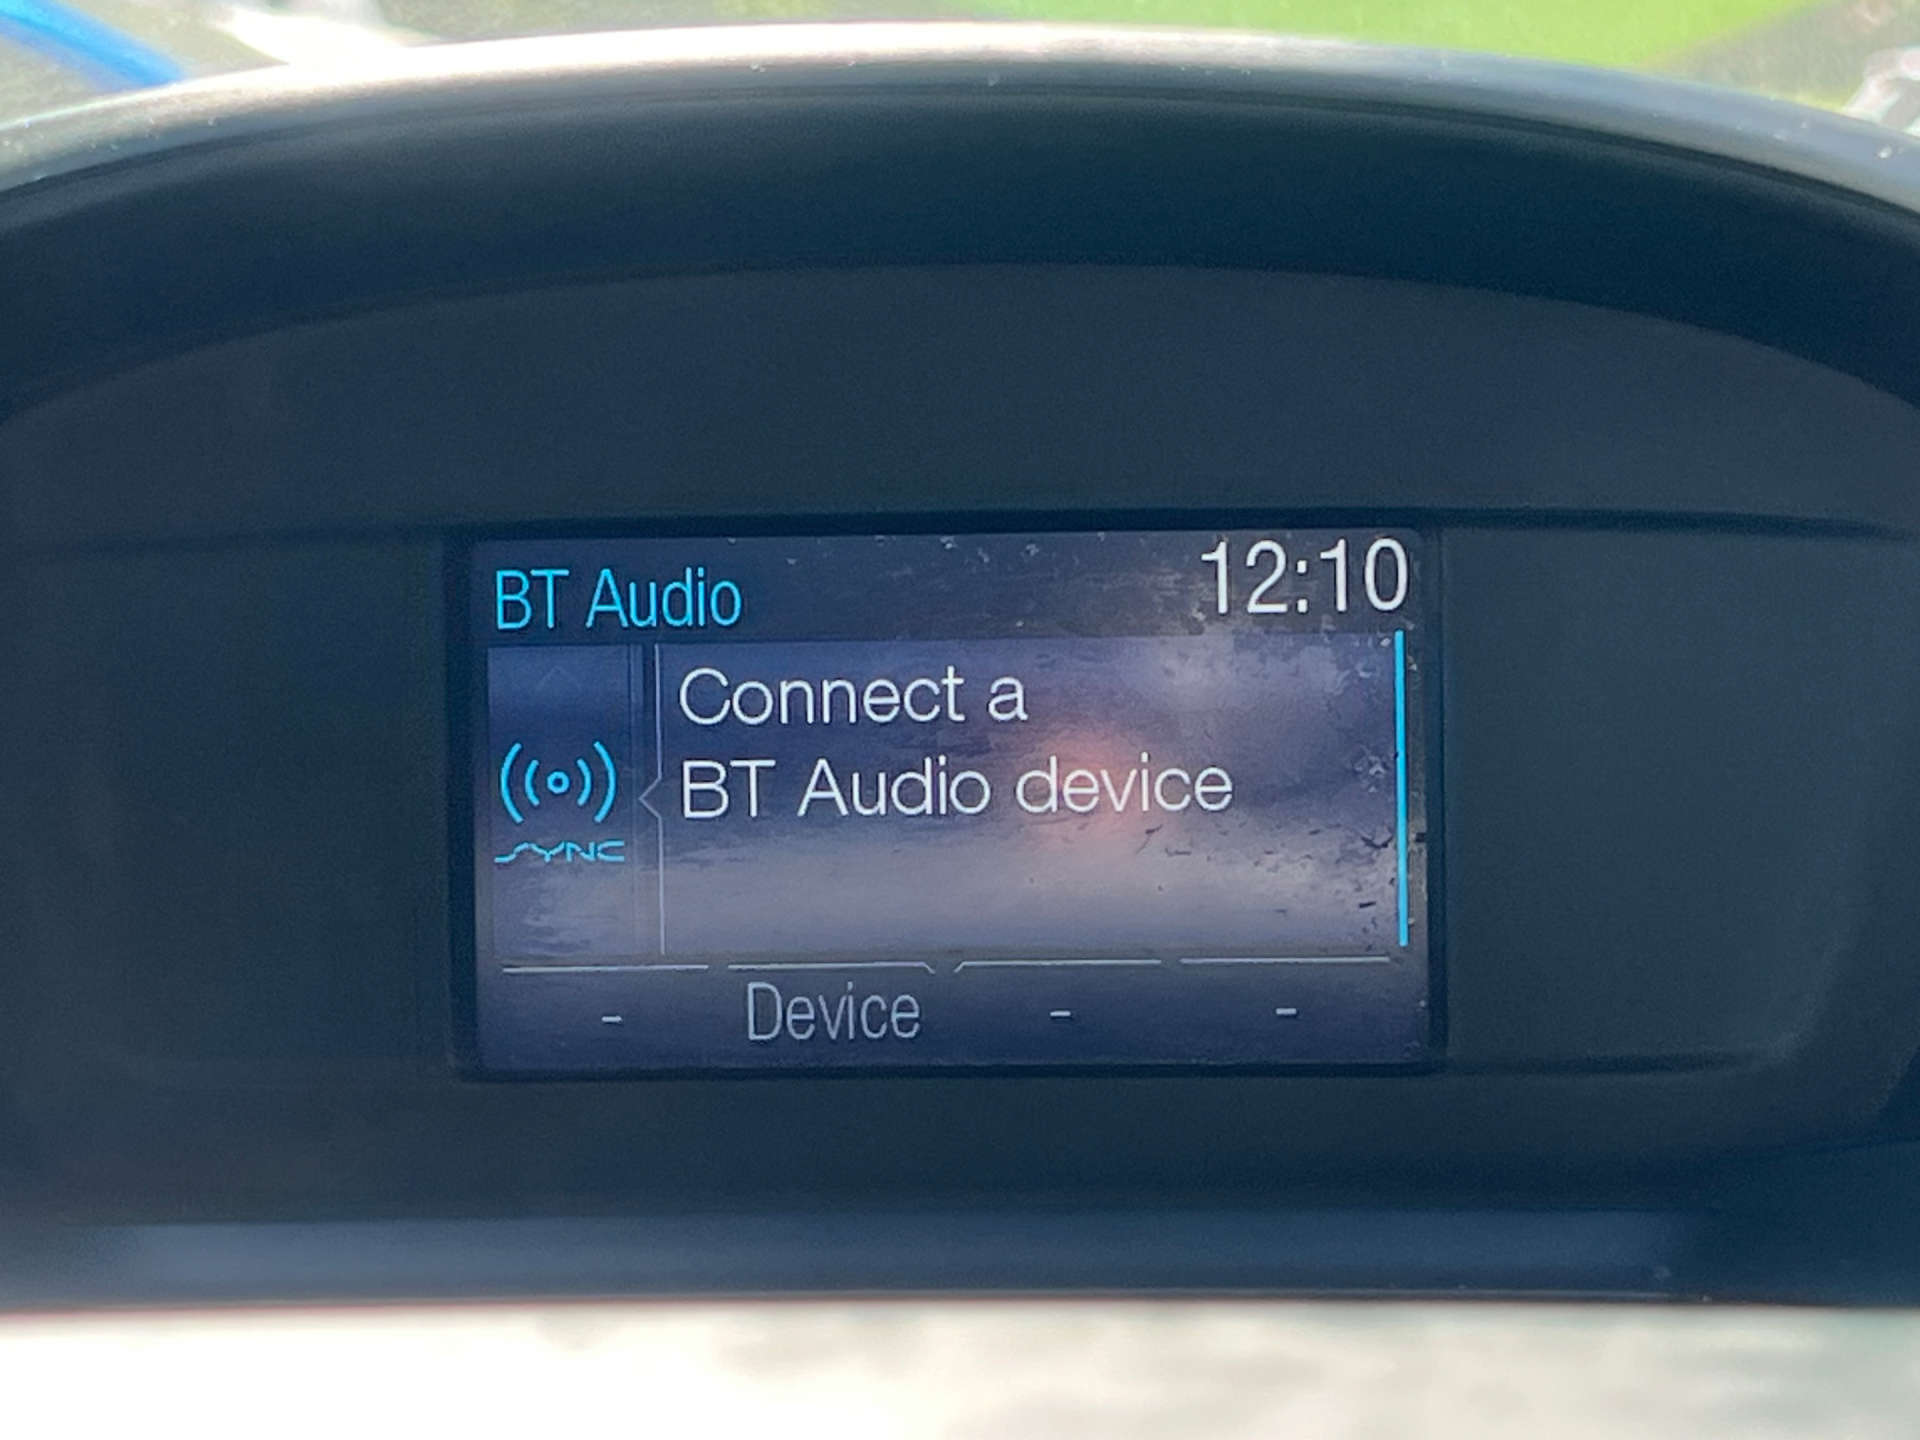 BT Audio
12:10
Connect a
BT Audio device
SYNC
- Device - -